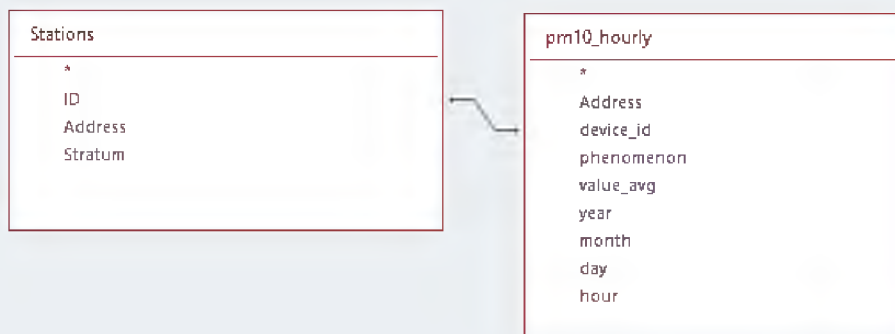 Stations
*
ID
Address
Stratum
pm10_hourly
*
Address
device_id
phenomenon
value_avg
year
month
day
hour